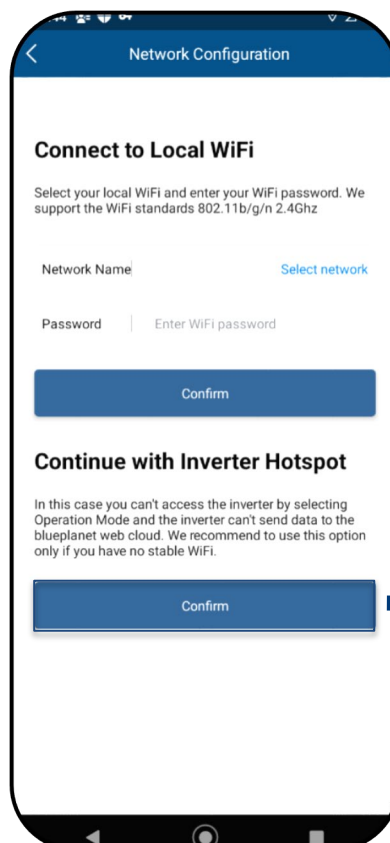 Network Configuration
Connect to Local WiFi
Select your local WiFi and enter your WiFi password. We
support the WiFi standards 802.11b/g/n 2.4Ghz
Network Name
Select network
Password
Enter WiFi password
Confirm
Continue with Inverter Hotspot
In this case you can't access the inverter by selecting
Operation Mode and the inverter can't send data to the
blueplanet web cloud. We recommend to use this option
only if you have no stable WiFi.
Confirm